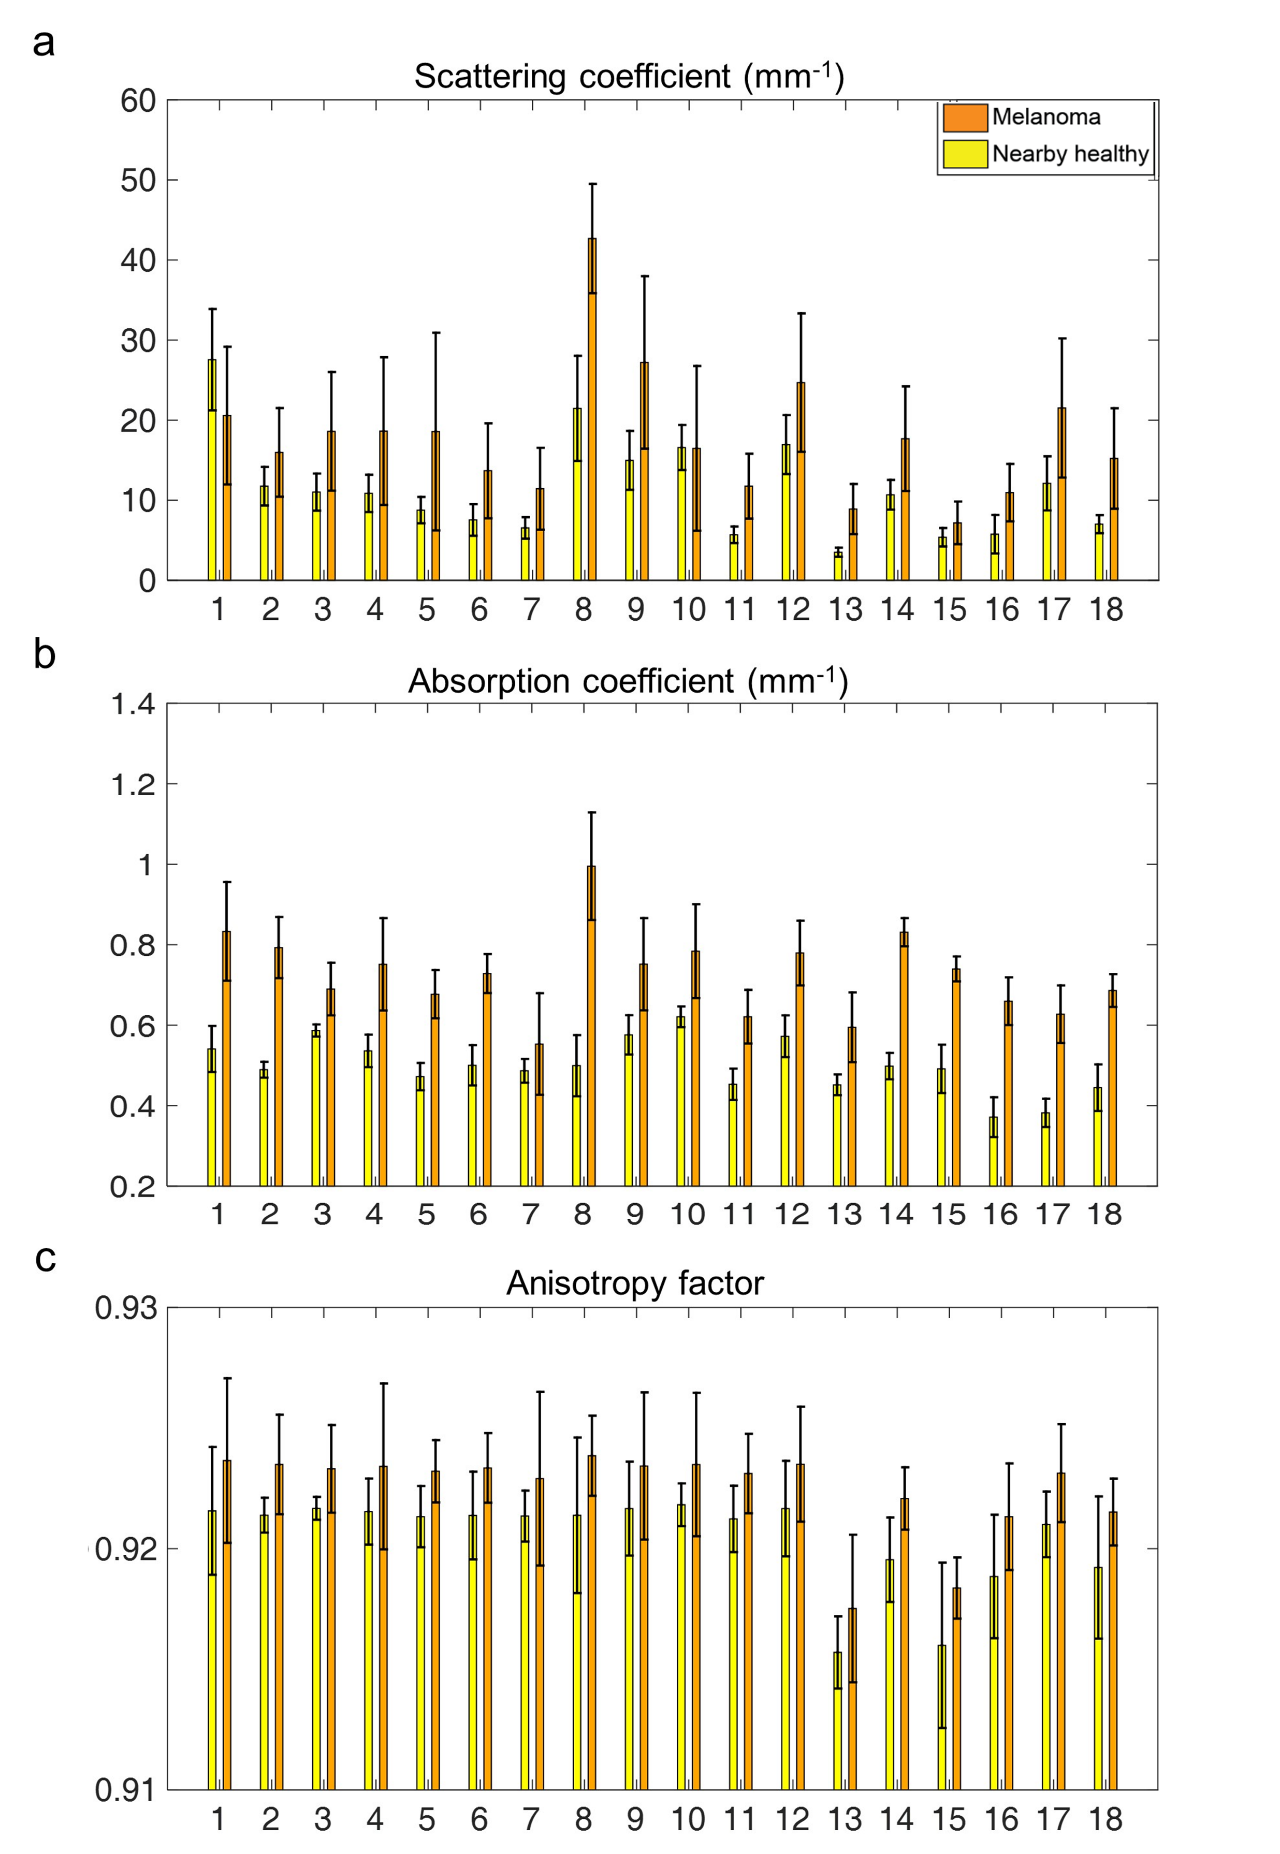 a
Scattering coefficient (mm-1)
60
50
40
30
20
10
0
Melanoma
Nearby healthy
1 2 3 4 5 6 7 8 9 10 11 12 13 14 15 16 17 18
b
Absorption coefficient (mm-1)
1.4
1.2
1
0.8
0.6
0.4
0.2
1 2 3 4 5 6 7 8 9 10 11 12 13 14 15 16 17 18
c
Anisotropy factor
0.93
0.92
0.91
1 2 3 4 5 6 7 8 9 10 11 12 13 14 15 16 17 18